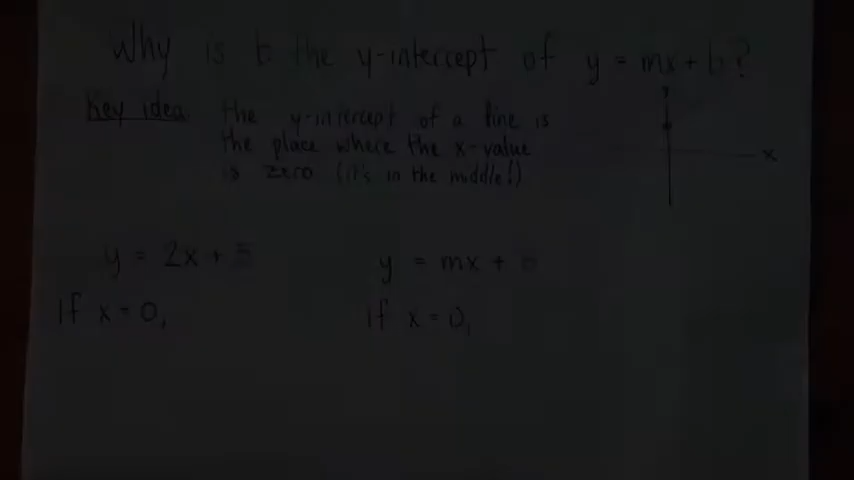 Why is b the y-intercept of y = mx + b?
Key idea the y-intercept of a line is
the place where the x-value
is zero (it's in the middle!)
y
x
y = 2x + 5
y = mx + b
If x = 0,
If x = 0,